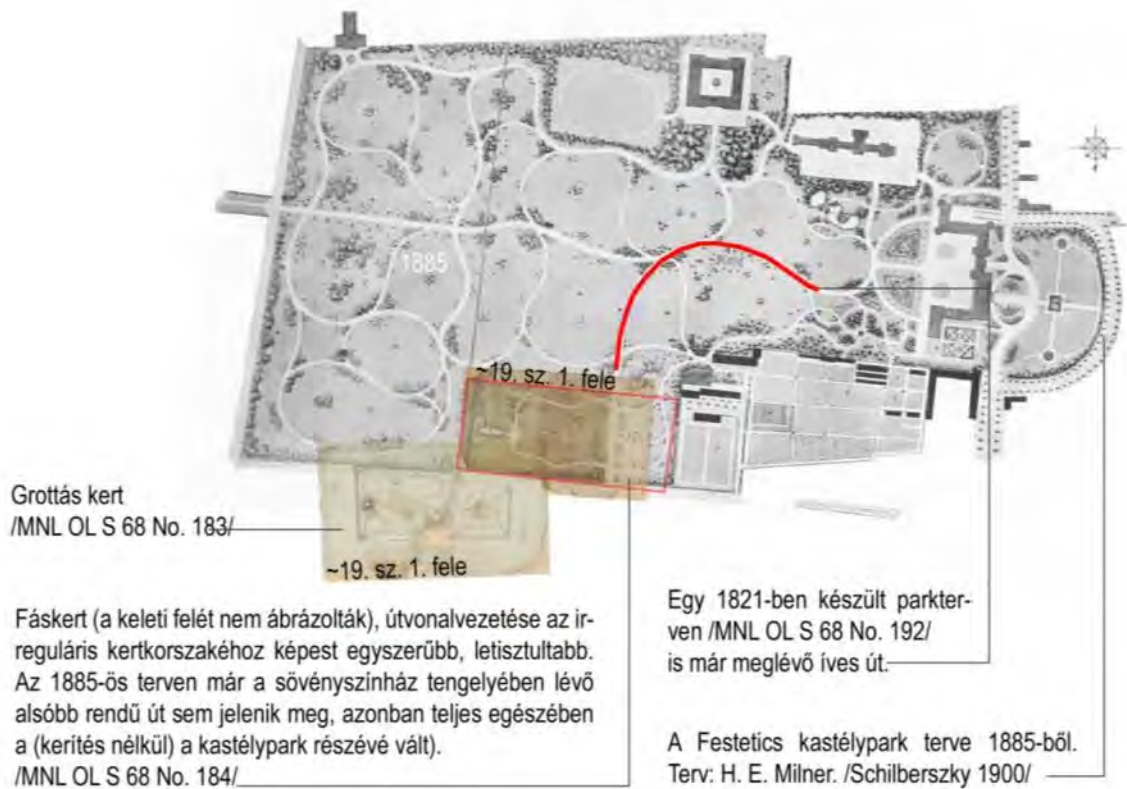 1885
~19. sz. 1. fele
Grottás kert
/MNL OL S 68 No. 183/
~19. sz. 1. fele
Fáskert (a keleti felét nem ábrázolták), útvonalvezetése az ir-
reguláris kertkorszakéhoz képest egyszerűbb, letisztultabb.
Az 1885-ös terven már a sövényszínház tengelyében lévő
alsóbb rendű út sem jelenik meg, azonban teljes egészében
a (kerítés nélkül) a kastélypark részévé vált).
/MNL OL S 68 No. 184/
Egy 1821-ben készült parkter-
ven /MNL OL S 68 No. 192/
is már meglévő íves út.
A Festetics kastélypark terve 1885-ből.
Terv: H. E. Milner. /Schilberszky 1900/